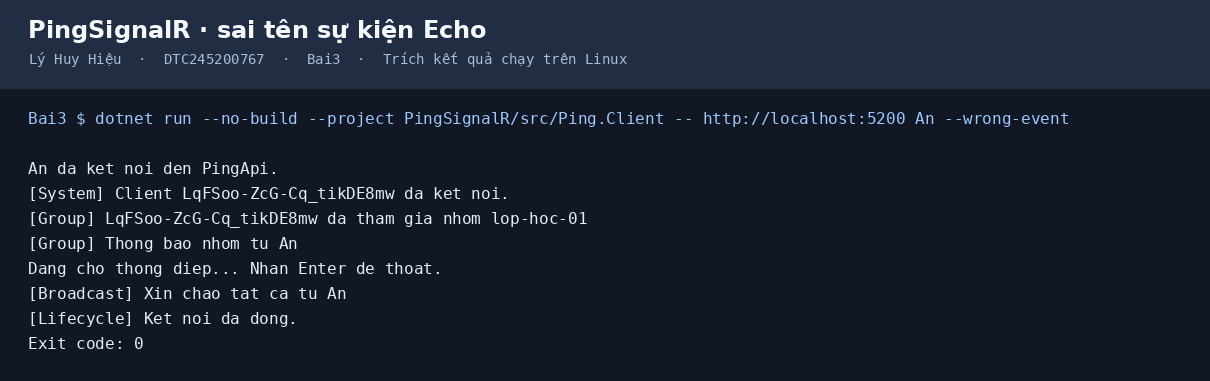 PingSignalR · sai tên sự kiện Echo
Lý Huy Hiệu · DTC245200767 · Bai3 · Trích kết quả chạy trên Linux
Bai3 $ dotnet run --no-build --project PingSignalR/src/Ping.Client -- http://localhost:5200 An --wrong-event
An da ket noi den PingApi.
[System] Client LqFSoo-ZcG-Cq_tikDE8mw da ket noi.
[Group] LqFSoo-ZcG-Cq_tikDE8mw da tham gia nhom lop-hoc-01
[Group] Thong bao nhom tu An
Dang cho thong diep... Nhan Enter de thoat.
[Broadcast] Xin chao tat ca tu An
[Lifecycle] Ket noi da dong.
Exit code: 0